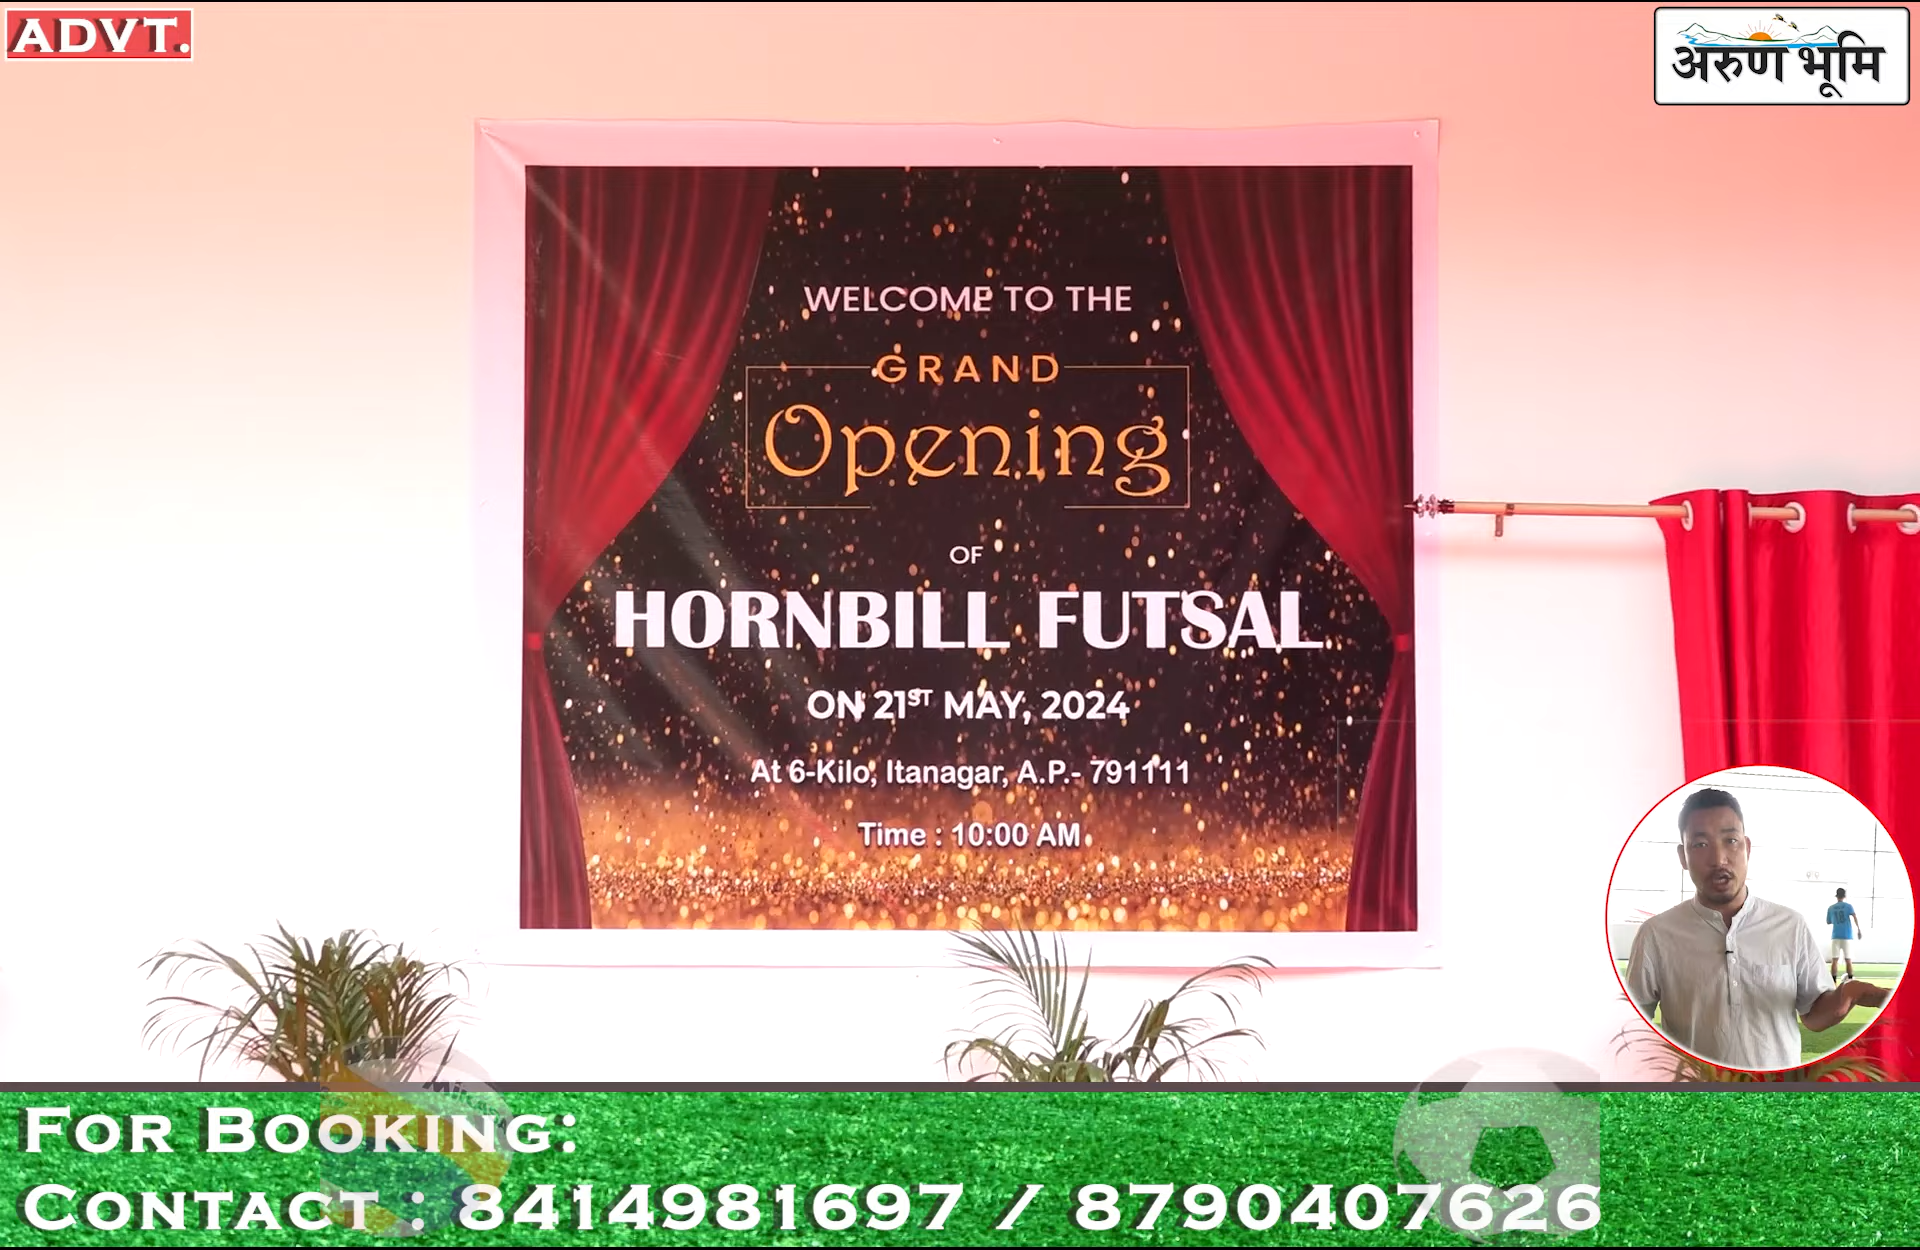 ADVT.
अरुण भूमि
WELCOME TO THE
GRAND
Opening
OF
HORNBILL FUTSAL
ON 21ST MAY, 2024
At 6-Kilo, Itanagar, A.P.- 791111
Time : 10:00 AM
18
FOR BOOKING:
CONTACT : 8414981697 / 8790407626